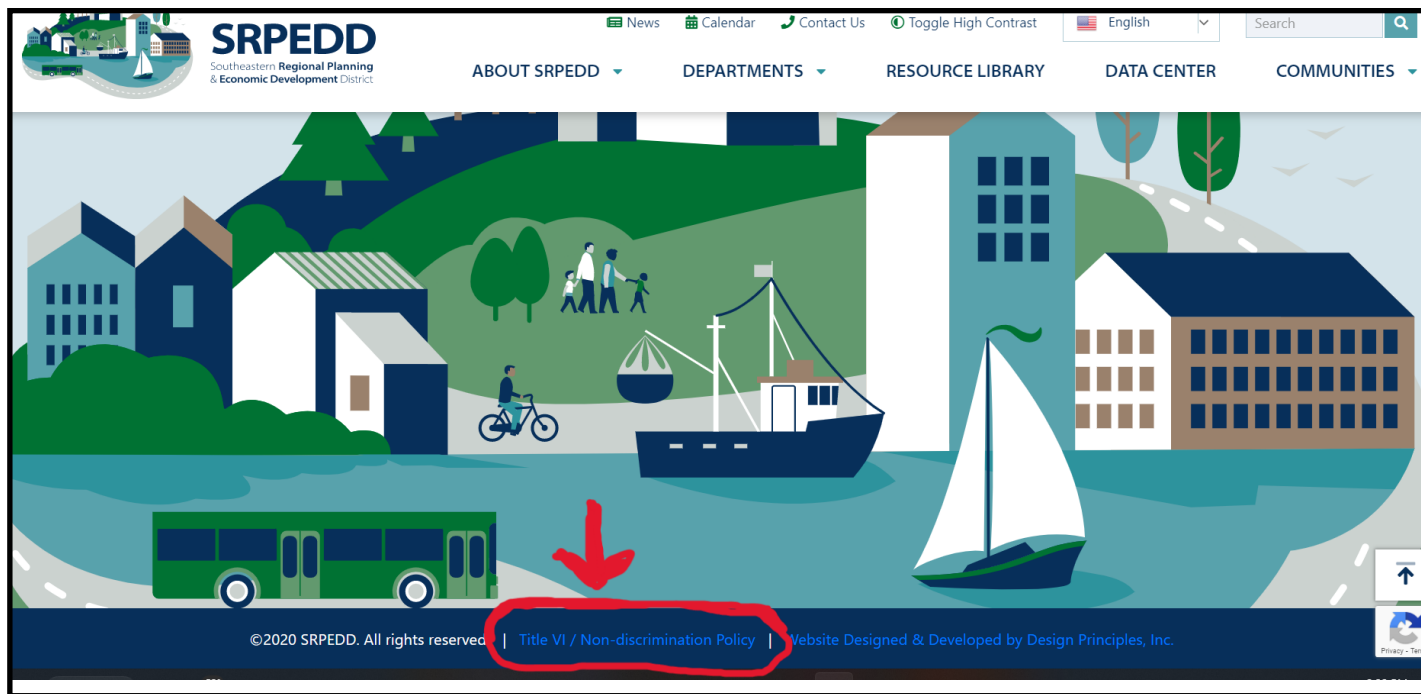 News
Calendar
Contact Us
Toggle High Contrast
English
Search
SRPEDD
Southeastern Regional Planning
& Economic Development District
ABOUT SRPEDD
DEPARTMENTS
RESOURCE LIBRARY
DATA CENTER
COMMUNITIES
©2020 SRPEDD. All rights reserved | Title VI / Non-discrimination Policy | Website Designed & Developed by Design Principles, Inc.